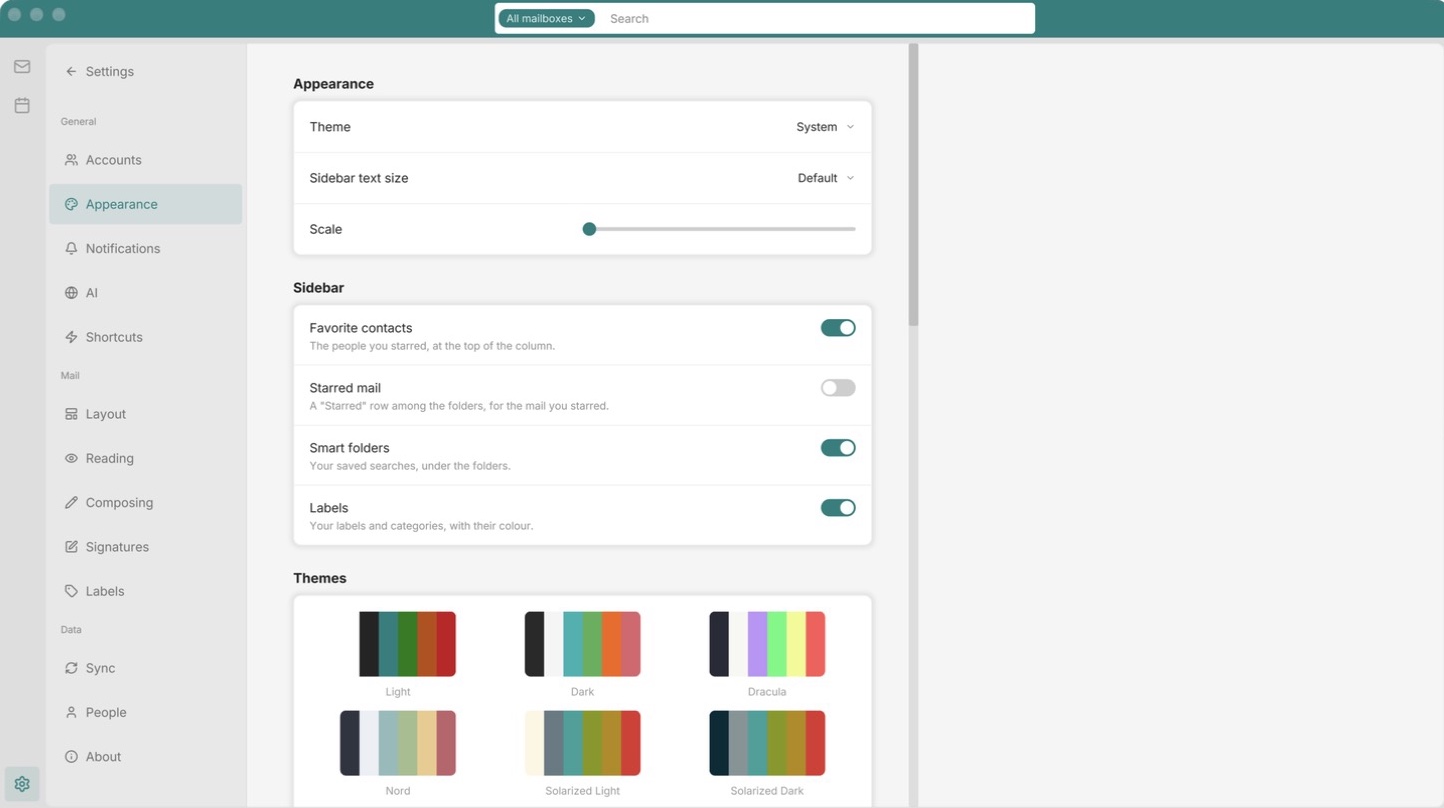 All mailboxes
Search
Settings
General
Accounts
Appearance
Notifications
AI
Shortcuts
Mail
Layout
Reading
Composing
Signatures
Labels
Data
Sync
People
About
Appearance
Theme
System
Sidebar text size
Default
Scale
Sidebar
Favorite contacts
The people you starred, at the top of the column.
Starred mail
A "Starred" row among the folders, for the mail you starred.
Smart folders
Your saved searches, under the folders.
Labels
Your labels and categories, with their colour.
Themes
Light
Dark
Dracula
Nord
Solarized Light
Solarized Dark